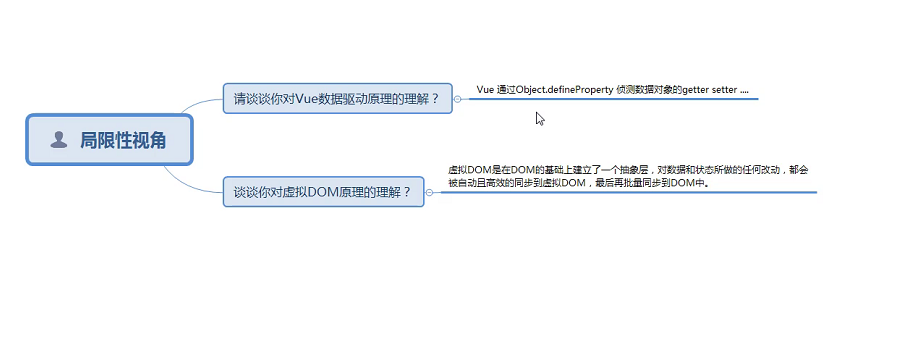 局限性视角
请谈谈你对Vue数据驱动原理的理解？
Vue 通过Object.defineProperty 侦测数据对象的getter setter ....
谈谈你对虚拟DOM原理的理解？
虚拟DOM是在DOM的基础上建立了一个抽象层，对数据和状态所做的任何改动，都会
被自动且高效的同步到虚拟DOM，最后再批量同步到DOM中。